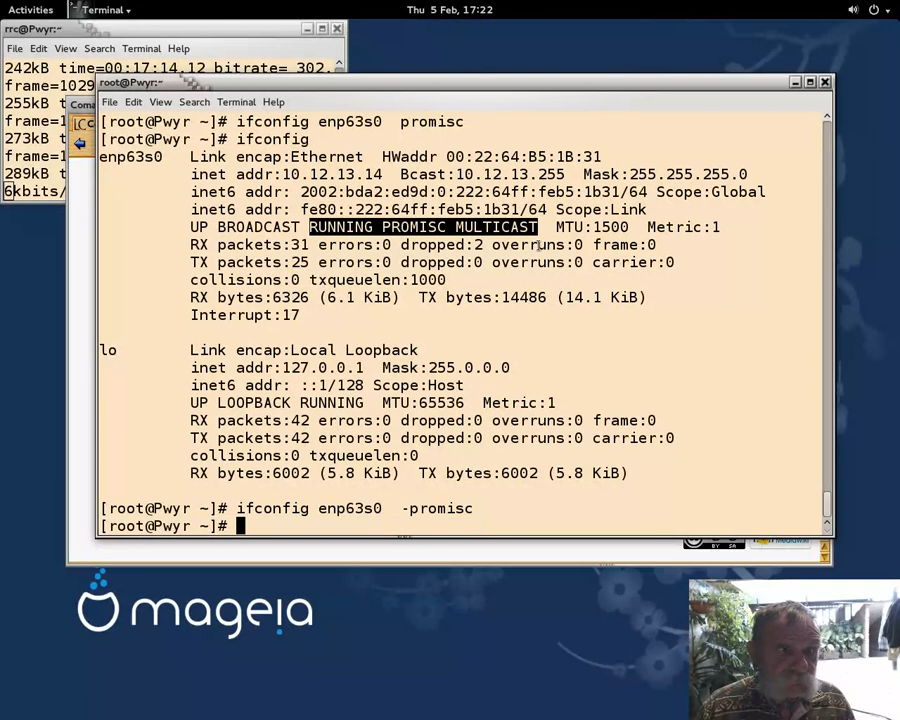 Activities Terminal Thu 5 Feb, 17:22
rrc@Pwyr:~
File Edit View Search Terminal Help
242kB time=00:17:14.12 bitrate= 302.
frame=1029
255kB
frame=1
273kB
frame=1
289kB
6kbits/
Coma
root@Pwyr:~
File Edit View Search Terminal Help
[root@Pwyr ~]# ifconfig enp63s0  promisc
[root@Pwyr ~]# ifconfig
enp63s0   Link encap:Ethernet  HWaddr 00:22:64:B5:1B:31
inet addr:10.12.13.14  Bcast:10.12.13.255  Mask:255.255.255.0
inet6 addr: 2002:bda2:ed9d:0:222:64ff:feb5:1b31/64 Scope:Global
inet6 addr: fe80::222:64ff:feb5:1b31/64 Scope:Link
UP BROADCAST RUNNING PROMISC MULTICAST  MTU:1500  Metric:1
RX packets:31 errors:0 dropped:2 overruns:0 frame:0
TX packets:25 errors:0 dropped:0 overruns:0 carrier:0
collisions:0 txqueuelen:1000
RX bytes:6326 (6.1 KiB)  TX bytes:14486 (14.1 KiB)
Interrupt:17
lo        Link encap:Local Loopback
inet addr:127.0.0.1  Mask:255.0.0.0
inet6 addr: ::1/128 Scope:Host
UP LOOPBACK RUNNING  MTU:65536  Metric:1
RX packets:42 errors:0 dropped:0 overruns:0 frame:0
TX packets:42 errors:0 dropped:0 overruns:0 carrier:0
collisions:0 txqueuelen:0
RX bytes:6002 (5.8 KiB)  TX bytes:6002 (5.8 KiB)
[root@Pwyr ~]# ifconfig enp63s0  -promisc
[root@Pwyr ~]#
BY SA
mageia